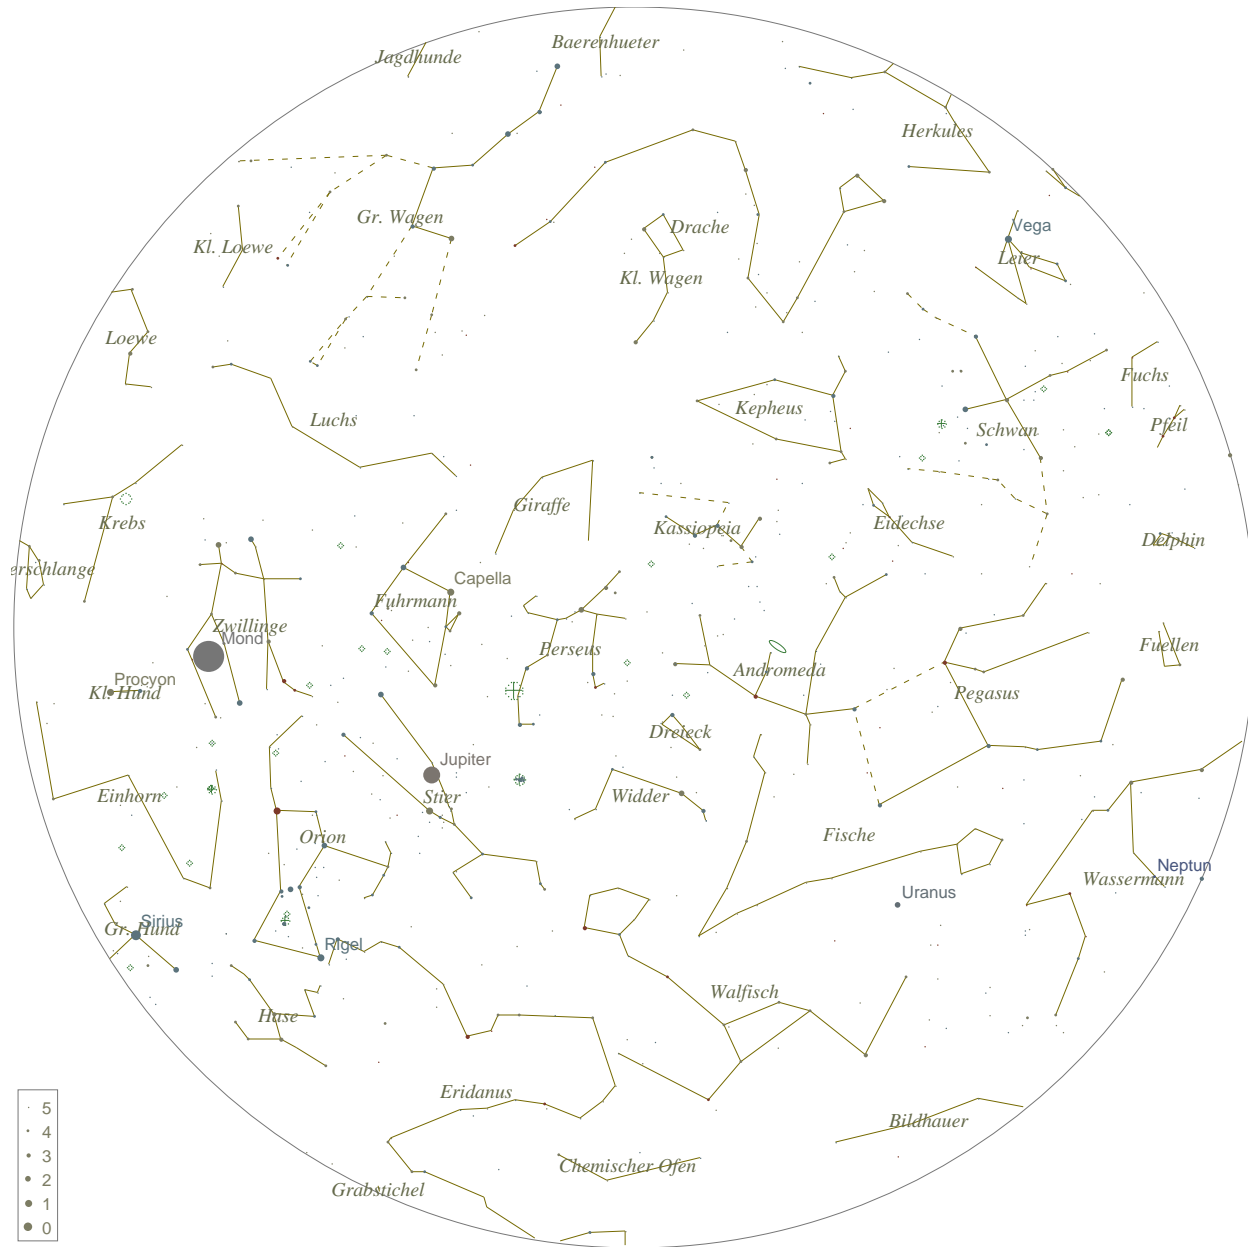 Baerenhueter
Jagdhunde
Herkules
Gr. Wagen
Drache
Vega
Kl. Loewe
Leier
Kl. Wagen
Loewe
Fuchs
Kepheus
Luchs
Schwan
Pfeil
Giraffe
Krebs
Kassiopeia
Eidechse
Delphin
erschlange
Capella
Fuhrmann
Zwillinge
Mond
Perseus
Fuellen
Andromeda
Procyon
Kl. Hund
Pegasus
Dreieck
Jupiter
Einhorn
Stier
Widder
Orion
Fische
Neptun
Wassermann
Uranus
Sirius
Gr. Hund
Rigel
Walfisch
Hase
Eridanus
Bildhauer
Chemischer Ofen
Grabstichel
5
4
3
2
1
0